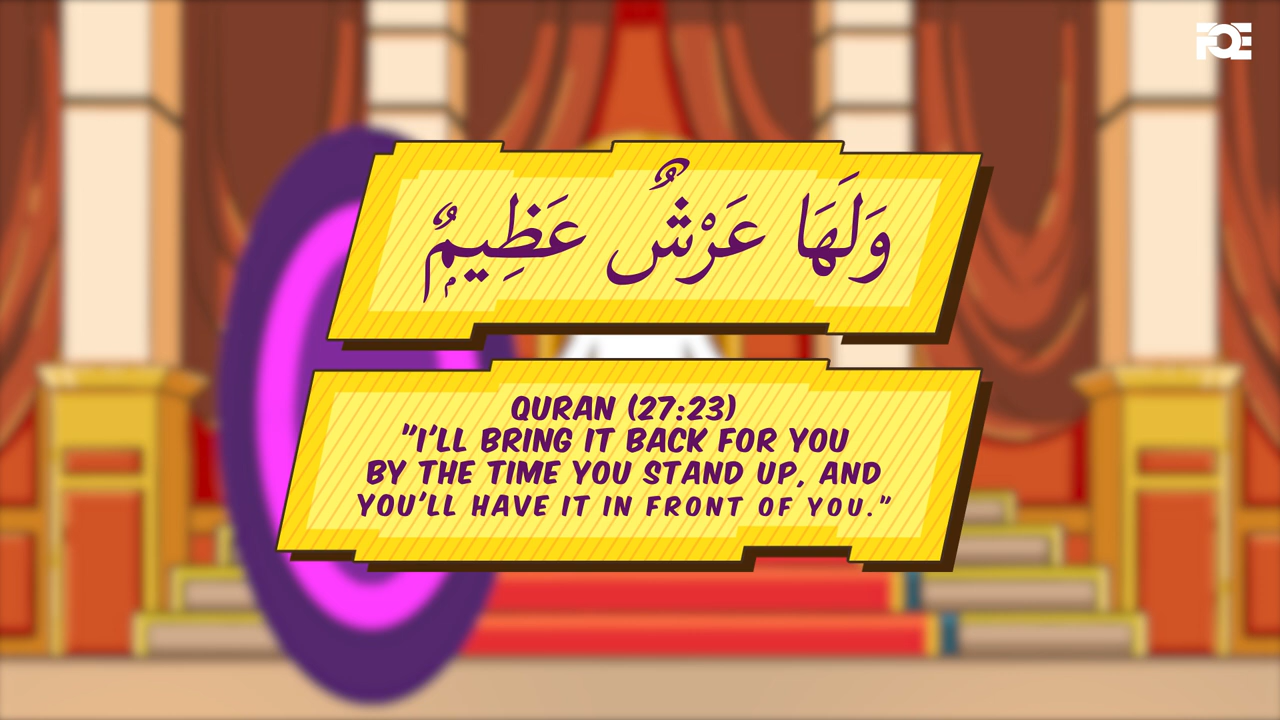 FQE
وَلَهَا عَرْشٌ عَظِيمٌۭ
QURAN (27:23)
"I'LL BRING IT BACK FOR YOU
BY THE TIME YOU STAND UP, AND
YOU'LL HAVE IT IN FRONT OF YOU."